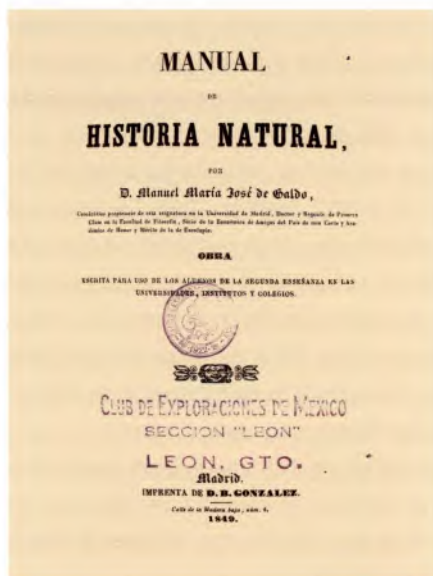 MANUAL
DE
HISTORIA NATURAL,
POR
D. Manuel María José de Galdo,
Catedrático propietario de esta asignatura en la Universidad de Madrid, Doctor y Regente de Primera
Clase en la Facultad de Filosofía, Socio de la Económica de Amigos del País de esta Corte y Aca-
démico de Honor y Mérito de la de Esculapio.
OBRA
ESCRITA PARA USO DE LOS ALUMNOS DE LA SEGUNDA ENSEÑANZA EN LAS
UNIVERSIDADES, INSTITUTOS Y COLEGIOS.
CLUB DE EXPLORACIONES DE MEXICO
SECCION "LEON"
LEON, GTO.
Madrid.
IMPRENTA DE D. B. GONZALEZ.
Calle de la Madera baja, núm. 8.
1849.